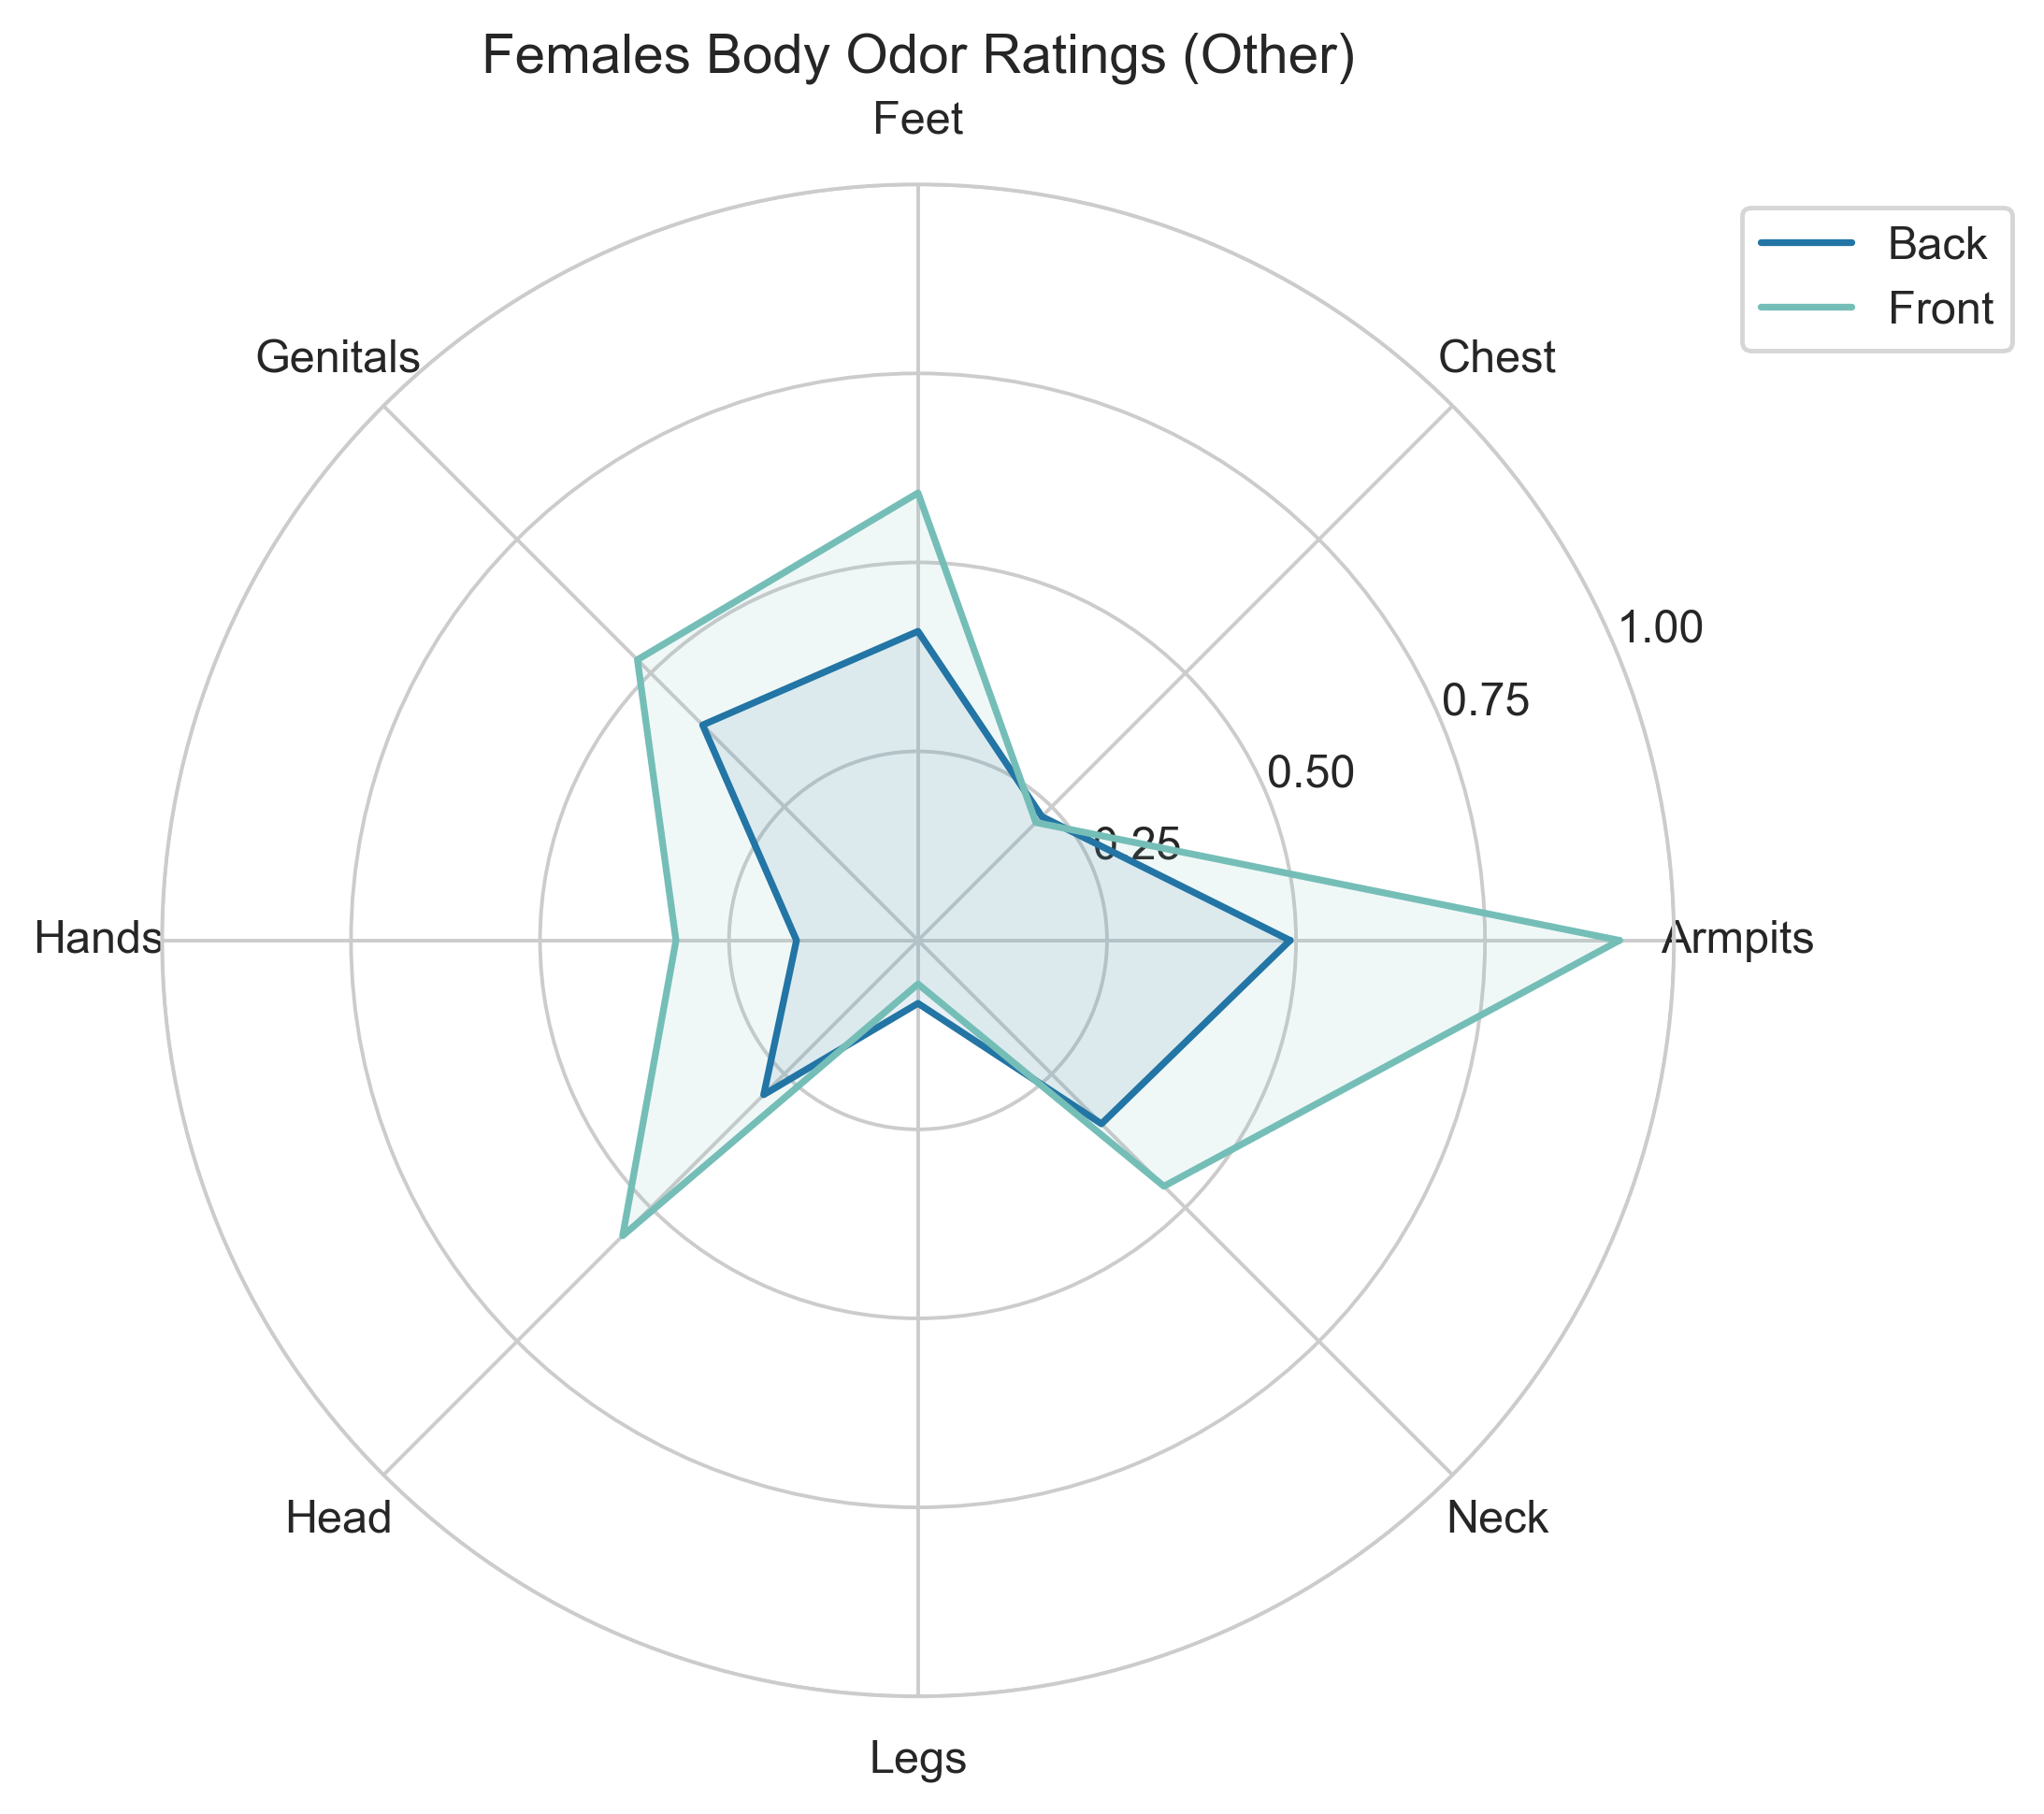 Females Body Odor Ratings (Other)
Feet
Back
Front
Genitals
Chest
1.00
0.75
0.50
0.25
Hands
Armpits
Head
Neck
Legs